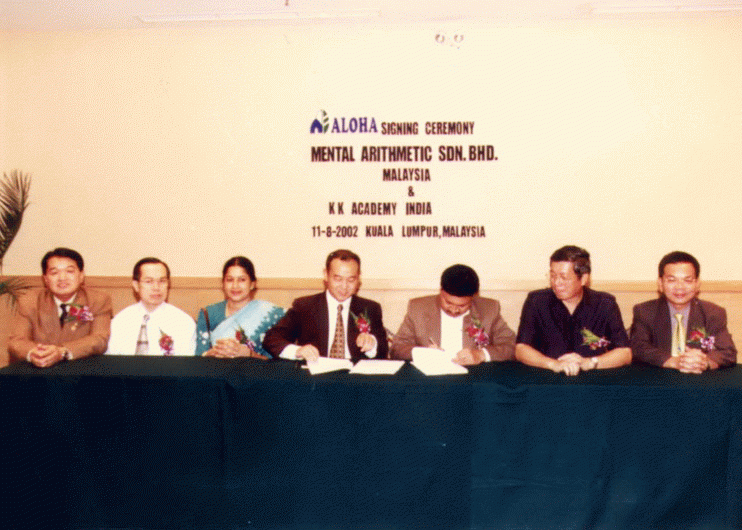 ALOHA SIGNING CEREMONY
MENTAL ARITHMETIC SDN. BHD.
MALAYSIA
&
K K ACADEMY INDIA
11-8-2002 KUALA LUMPUR, MALAYSIA